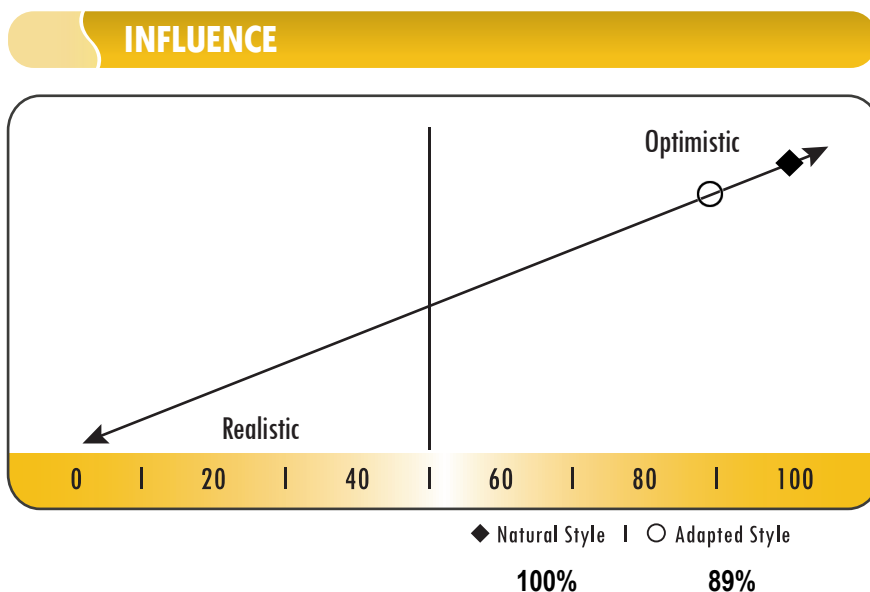 INFLUENCE
Optimistic
Realistic
0 I 20 I 40 I 60 I 80 I 100
◆ Natural Style I ○ Adapted Style
100% 89%